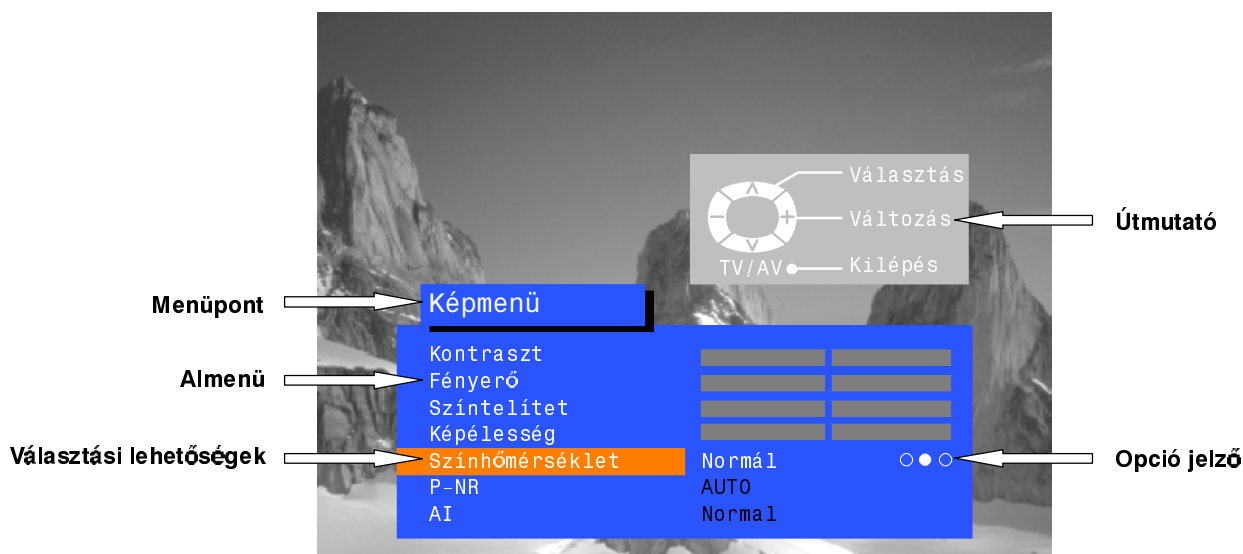 Választás
Változás
Útmutató
TV/AV
Kilépés
Menüpont
Képmenü
Kontraszt
Almenü
Fényerő
Színtelítet
Képélesség
Választási lehetőségek
Színhőmérséklet
Normál
Opció jelző
P-NR
AUTO
AI
Normal